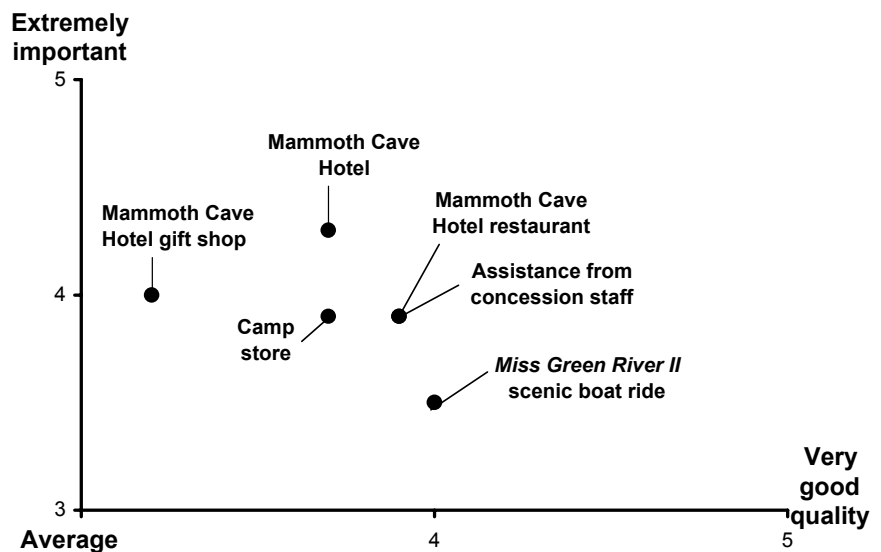 Extremely
important
5
Mammoth Cave
Hotel
Mammoth Cave
Hotel gift shop
Mammoth Cave
Hotel restaurant
Assistance from
concession staff
4
Camp
store
Miss Green River II
scenic boat ride
Very
good
quality
3
Average
4
5